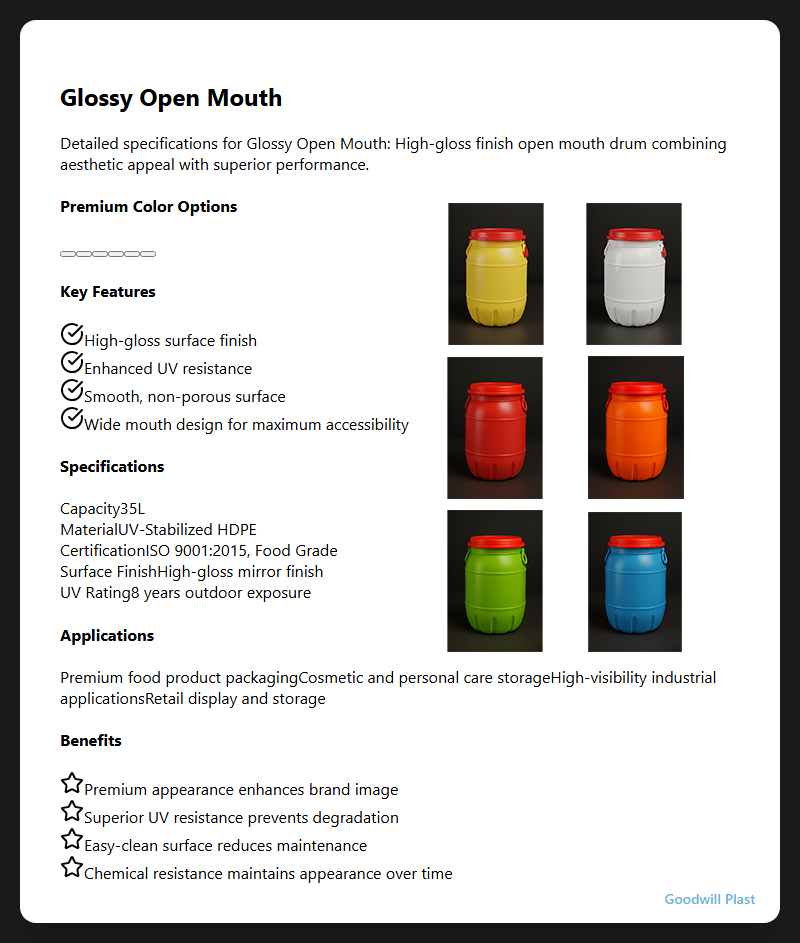 Glossy Open Mouth
Detailed specifications for Glossy Open Mouth: High-gloss finish open mouth drum combining
aesthetic appeal with superior performance.
Premium Color Options
Key Features
High-gloss surface finish
Enhanced UV resistance
Smooth, non-porous surface
Wide mouth design for maximum accessibility
Specifications
Capacity35L
MaterialUV-Stabilized HDPE
CertificationISO 9001:2015, Food Grade
Surface FinishHigh-gloss mirror finish
UV Rating8 years outdoor exposure
Applications
Premium food product packagingCosmetic and personal care storageHigh-visibility industrial
applicationsRetail display and storage
Benefits
Premium appearance enhances brand image
Superior UV resistance prevents degradation
Easy-clean surface reduces maintenance
Chemical resistance maintains appearance over time
Goodwill Plast